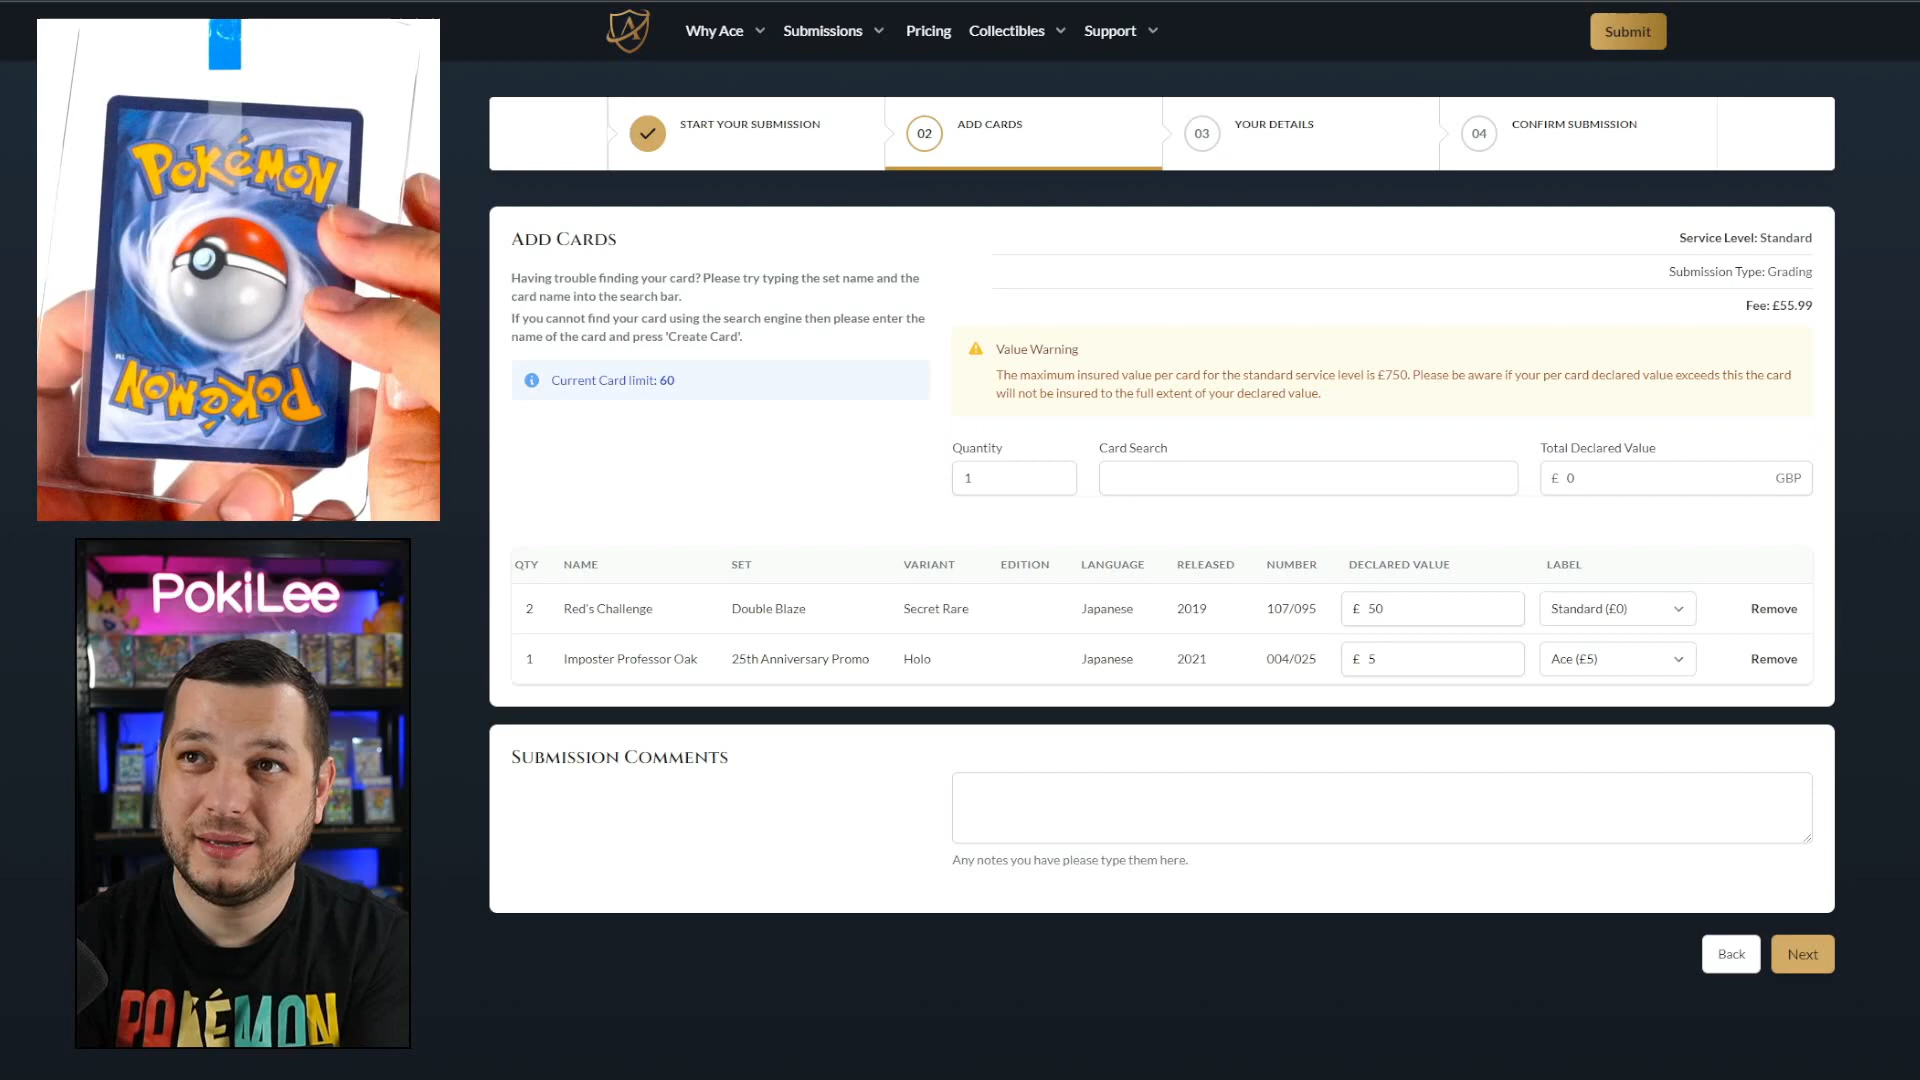 Why Ace
Submissions
Pricing
Collectibles
Support
Submit
POKéMON
POKéMON
START YOUR SUBMISSION
02
ADD CARDS
03
YOUR DETAILS
04
CONFIRM SUBMISSION
ADD CARDS
Having trouble finding your card? Please try typing the set name and the
card name into the search bar.
If you cannot find your card using the search engine then please enter the
name of the card and press 'Create Card'.
Current Card limit: 60
Service Level: Standard
Submission Type: Grading
Fee: £55.99
Value Warning
The maximum insured value per card for the standard service level is £750. Please be aware if your per card declared value exceeds this the card
will not be insured to the full extent of your declared value.
Quantity
Card Search
Total Declared Value
1
£ 0
GBP
QTY NAME SET VARIANT EDITION LANGUAGE RELEASED NUMBER DECLARED VALUE LABEL
2 Red's Challenge Double Blaze Secret Rare Japanese 2019 107/095 £ 50 Standard (£0) Remove
1 Imposter Professor Oak 25th Anniversary Promo Holo Japanese 2021 004/025 £ 5 Ace (£5) Remove
PokiLee
POKÉMON
SUBMISSION COMMENTS
Any notes you have please type them here.
Back
Next